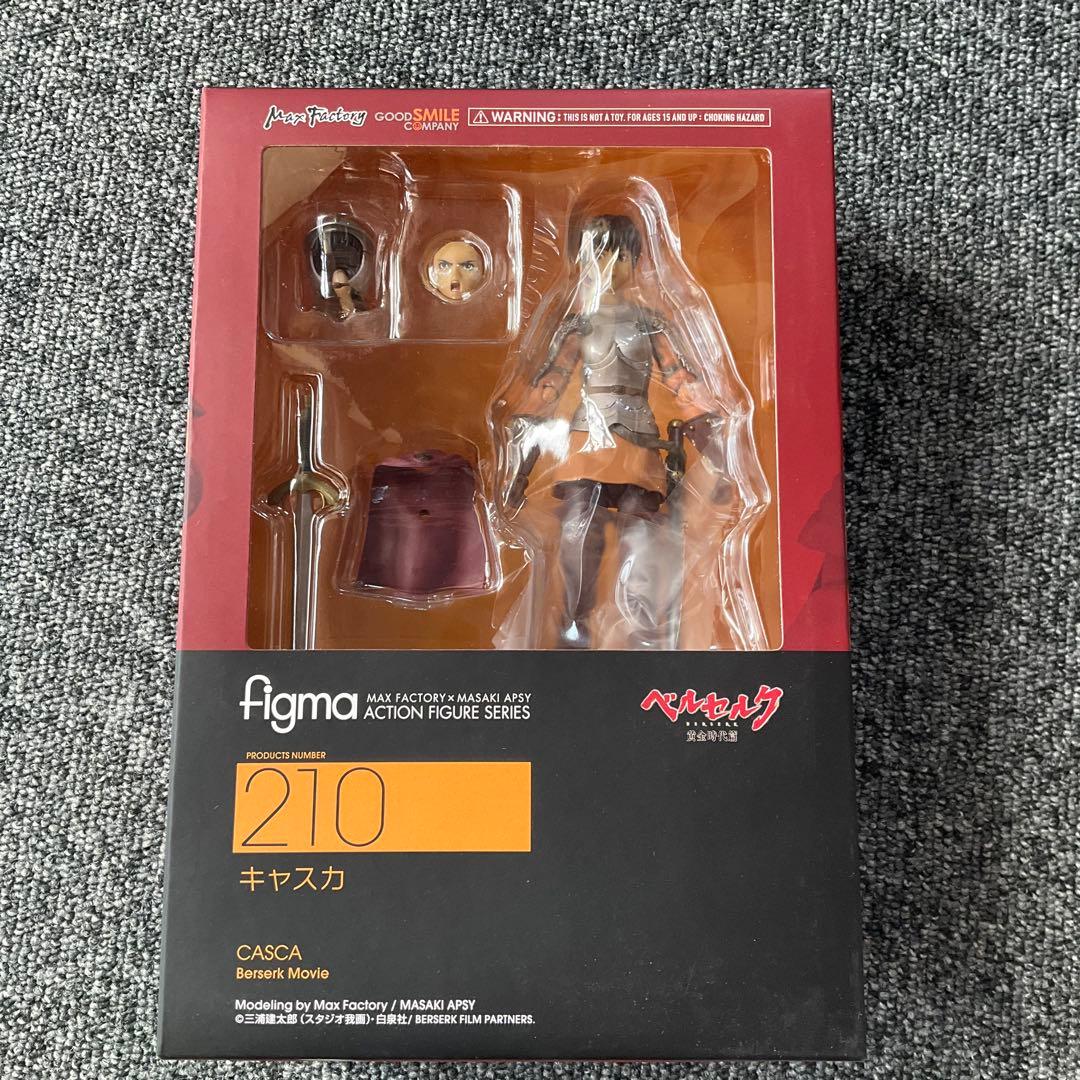 Max Factory GOOD SMILE COMPANY WARNING: THIS IS NOT A TOY. FOR AGES 15 AND UP : CHOKING HAZARD
figma MAX FACTORY × MASAKI APSY
ACTION FIGURE SERIES
ベルセルク
BERSERK
黄金時代篇
PRODUCTS NUMBER
210
キャスカ
CASCA
Berserk Movie
Modeling by Max Factory / MASAKI APSY
©三浦建太郎（スタジオ我画）・白泉社/ BERSERK FILM PARTNERS.